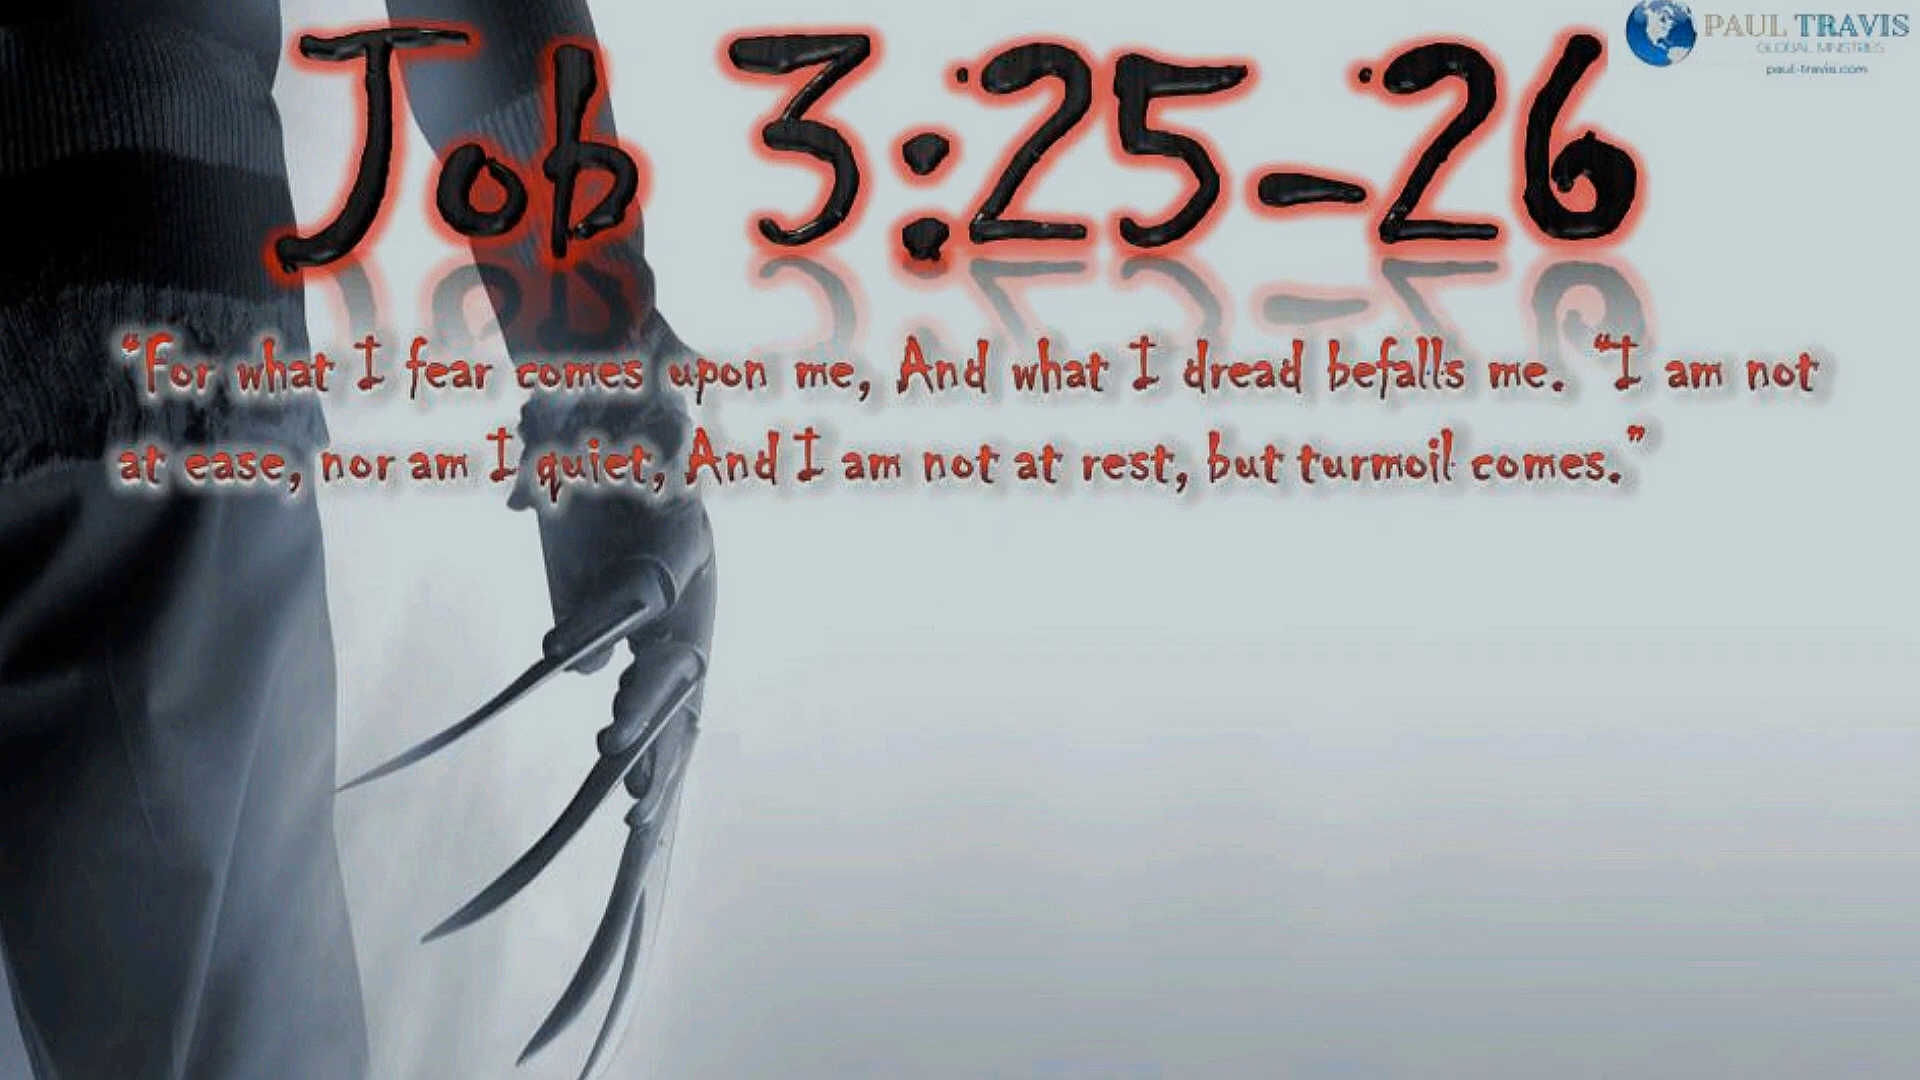 PAUL TRAVIS
GLOBAL MINISTRIES
paul-travis.com
Job 3:25-26
“For what I fear comes upon me, And what I dread befalls me. “I am not
at ease, nor am I quiet, And I am not at rest, but turmoil comes.”